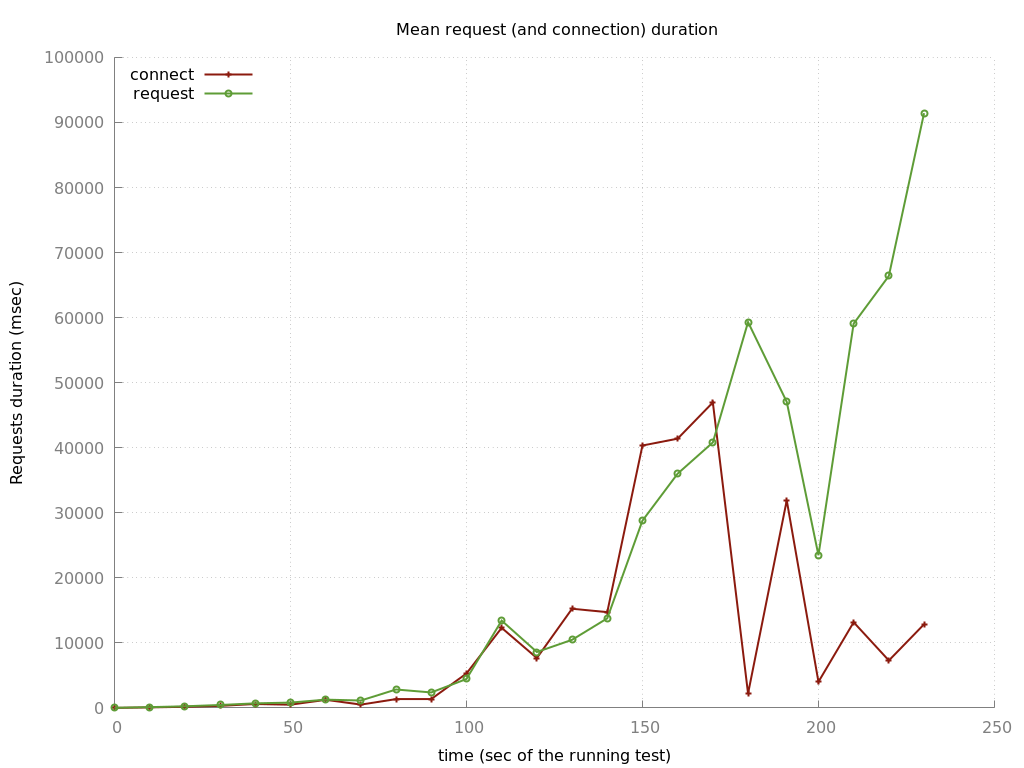 Mean request (and connection) duration
connect
request
100000
90000
80000
70000
60000
50000
40000
30000
20000
10000
0
Requests duration (msec)
0 50 100 150 200 250
time (sec of the running test)